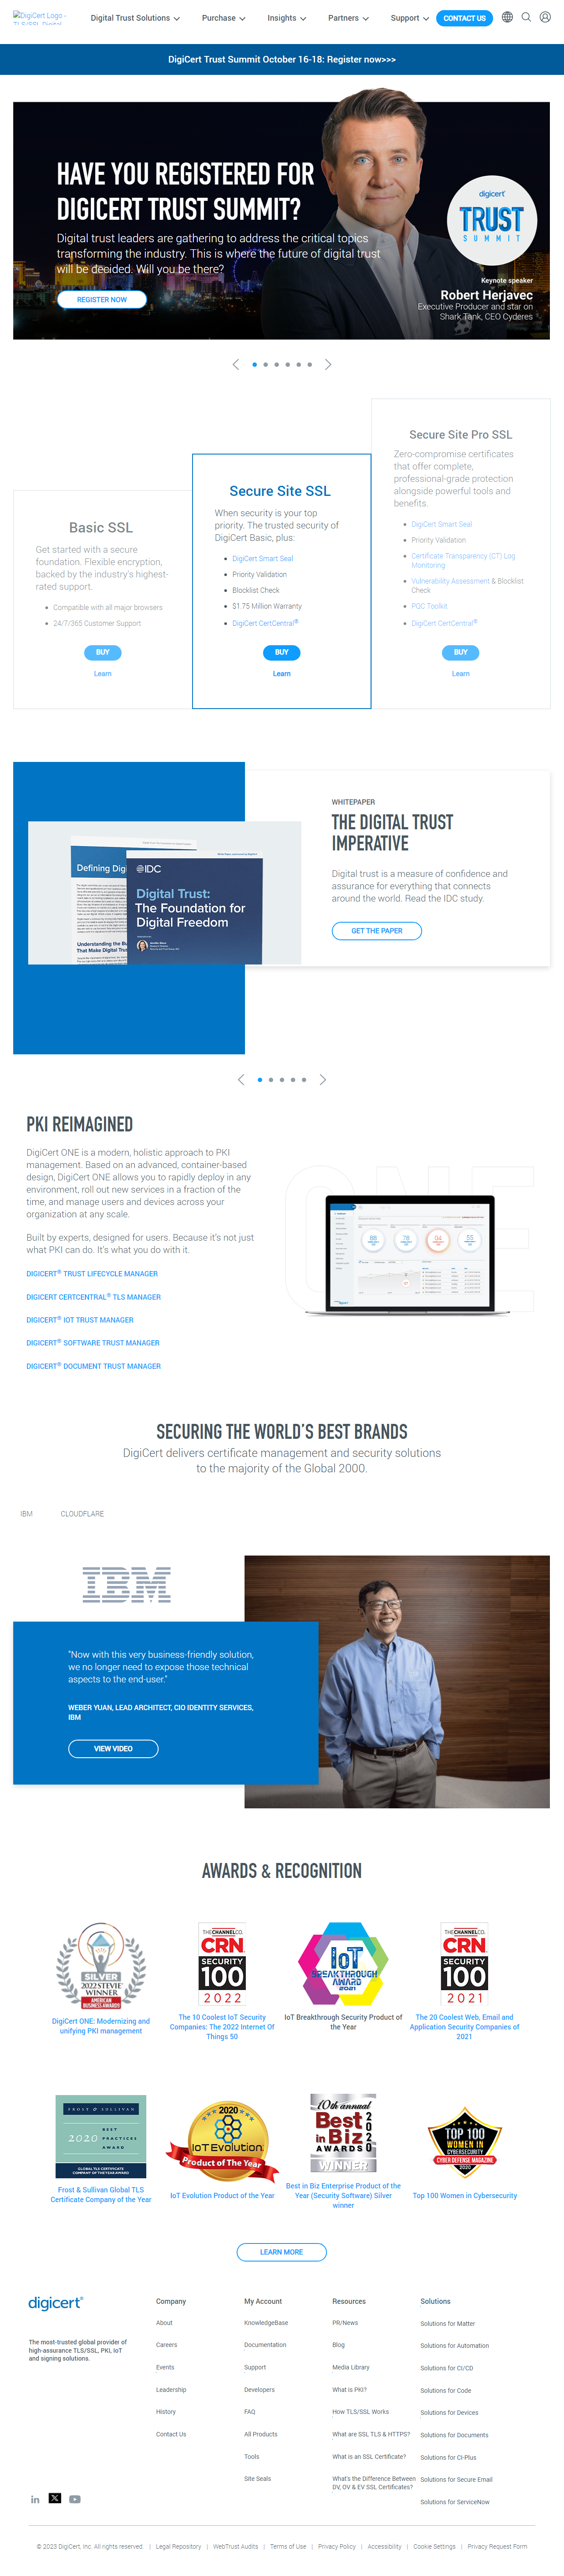 DigiCert Logo -
TLS/SSL Digital
Digital Trust Solutions
Purchase
Insights
Partners
Support
CONTACT US
DigiCert Trust Summit October 16-18: Register now>>>
HAVE YOU REGISTERED FOR
DIGICERT TRUST SUMMIT?
Digital trust leaders are gathering to address the critical topics
transforming the industry. This is where the future of digital trust
will be decided. Will you be there?
REGISTER NOW
digicert
TRUST
SUMMIT
Keynote speaker
Robert Herjavec
Executive Producer and star on
Shark Tank, CEO Cyderes
Basic SSL
Get started with a secure
foundation. Flexible encryption,
backed by the industry's highest-
rated support.
Compatible with all major browsers
24/7/365 Customer Support
BUY
Learn
Secure Site SSL
When security is your top
priority. The trusted security of
DigiCert Basic, plus:
DigiCert Smart Seal
Priority Validation
Blocklist Check
$1.75 Million Warranty
DigiCert CertCentral®
BUY
Learn
Secure Site Pro SSL
Zero-compromise certificates
that offer complete,
professional-grade protection
alongside powerful tools and
benefits.
DigiCert Smart Seal
Priority Validation
Certificate Transparency (CT) Log
Monitoring
Vulnerability Assessment & Blocklist
Check
PQC Toolkit
DigiCert CertCentral®
BUY
Learn
Defining Dig
IDC
Digital Trust:
The Foundation for
Digital Freedom
Understanding the Bu
That Make Digital Trus
WHITEPAPER
THE DIGITAL TRUST
IMPERATIVE
Digital trust is a measure of confidence and
assurance for everything that connects
around the world. Read the IDC study.
GET THE PAPER
PKI REIMAGINED
DigiCert ONE is a modern, holistic approach to PKI
management. Based on an advanced, container-based
design, DigiCert ONE allows you to rapidly deploy in any
environment, roll out new services in a fraction of the
time, and manage users and devices across your
organization at any scale.
Built by experts, designed for users. Because it's not just
what PKI can do. It's what you do with it.
DIGICERT® TRUST LIFECYCLE MANAGER
DIGICERT CERTCENTRAL® TLS MANAGER
DIGICERT® IOT TRUST MANAGER
DIGICERT® SOFTWARE TRUST MANAGER
DIGICERT® DOCUMENT TRUST MANAGER
ONE
88
78
04
55
SECURING THE WORLD'S BEST BRANDS
DigiCert delivers certificate management and security solutions
to the majority of the Global 2000.
IBM
CLOUDFLARE
IBM
"Now with this very business-friendly solution,
we no longer need to expose those technical
aspects to the end-user."
WEBER YUAN, LEAD ARCHITECT, CIO IDENTITY SERVICES,
IBM
VIEW VIDEO
AWARDS & RECOGNITION
SILVER
2022 STEVIE
WINNER
AMERICAN
BUSINESS AWARDS
DigiCert ONE: Modernizing and
unifying PKI management
THE CHANNEL CO.
CRN
SECURITY
100
2022
The 10 Coolest IoT Security
Companies: The 2022 Internet Of
Things 50
IoT
BREAKTHROUGH
AWARD
2021
IoT Breakthrough Security Product of
the Year
THE CHANNEL CO.
CRN
SECURITY
100
2021
The 20 Coolest Web, Email and
Application Security Companies of
2021
FROST & SULLIVAN
2020
BEST
PRACTICES
AWARD
GLOBAL TLS CERTIFICATE
COMPANY OF THE YEAR AWARD
Frost & Sullivan Global TLS
Certificate Company of the Year
2020
IoT Evolution
Product of The Year
IoT Evolution Product of the Year
10th annual
Best
in Biz
AWARDS
2020
WINNER
Best in Biz Enterprise Product of the
Year (Security Software) Silver
winner
TOP 100
WOMEN IN
CYBERSECURITY
CYBER DEFENSE MAGAZINE
2020
Top 100 Women in Cybersecurity
LEARN MORE
digicert®
The most-trusted global provider of
high-assurance TLS/SSL, PKI, IoT
and signing solutions.
Company
About
Careers
Events
Leadership
History
Contact Us
My Account
KnowledgeBase
Documentation
Support
Developers
FAQ
All Products
Tools
Site Seals
Resources
PR/News
Blog
Media Library
What is PKI?
How TLS/SSL Works
What are SSL TLS & HTTPS?
What is an SSL Certificate?
What's the Difference Between
DV, OV & EV SSL Certificates?
Solutions
Solutions for Matter
Solutions for Automation
Solutions for CI/CD
Solutions for Code
Solutions for Devices
Solutions for Documents
Solutions for CI-Plus
Solutions for Secure Email
Solutions for ServiceNow
© 2023 DigiCert, Inc. All rights reserved. | Legal Repository | WebTrust Audits | Terms of Use | Privacy Policy | Accessibility | Cookie Settings | Privacy Request Form